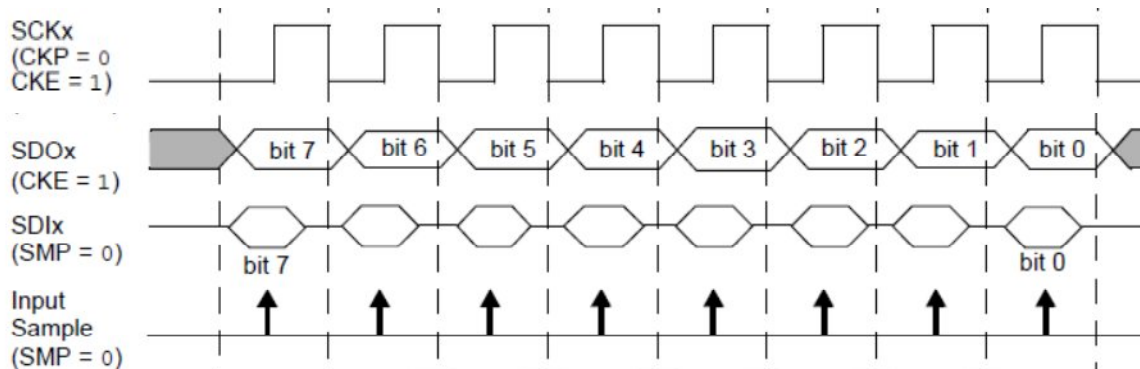 SCKx
(CKP = 0
CKE = 1)
SDOx
(CKE = 1)
bit 7 bit 6 bit 5 bit 4 bit 3 bit 2 bit 1 bit 0
SDIx
(SMP = 0)
bit 7 bit 0
Input
Sample
(SMP = 0)